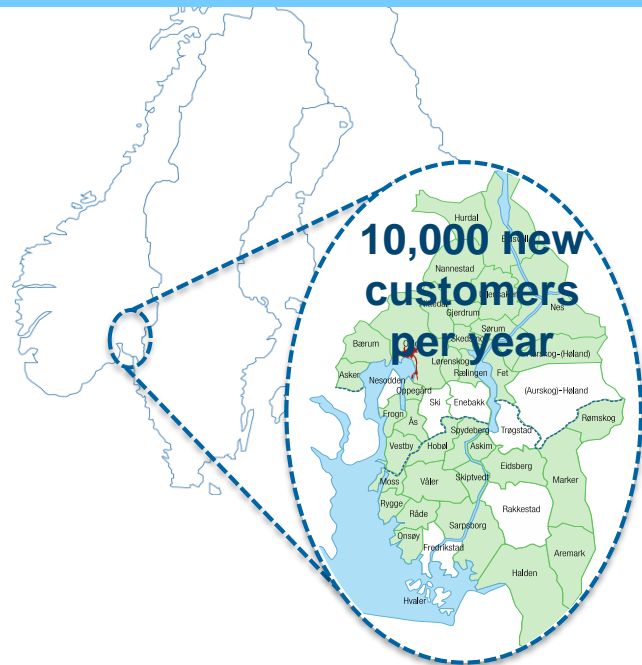 Hurdal
10,000 new
customers
per year
Nannestad
Gjerdrum
Nes
Sørum
Bærum
Lørenskog
Rælingen
Fet
Asker
Nesodden
Oppegård
(Aurskog)-Høland
Ski
Enebakk
Frogn
Ås
Rømskog
Spydeberg
Trøgstad
Vestby
Hobøl
Askim
Eidsberg
Moss
Våler
Skiptvedt
Marker
Rygge
Rakkestad
Råde
Sarpsborg
Onsøy
Fredrikstad
Aremark
Halden
Hvaler